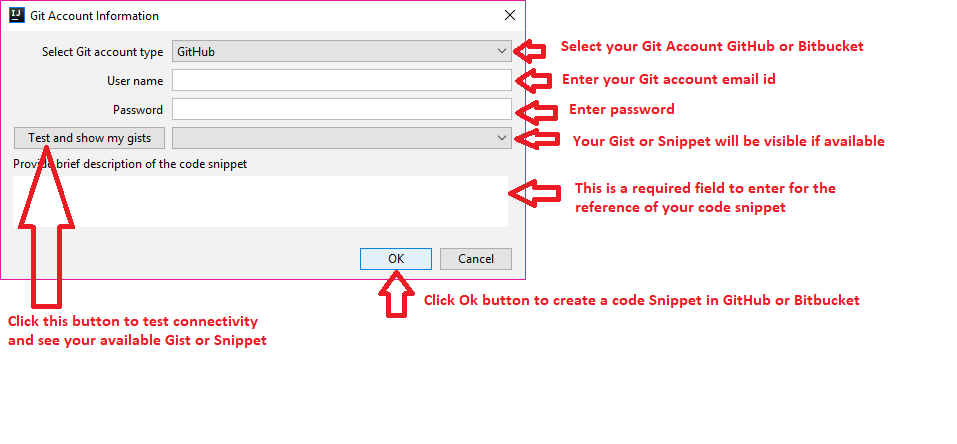 IJ Git Account Information
Select Git account type GitHub
Select your Git Account GitHub or Bitbucket
User name
Enter your Git account email id
Password
Enter password
Test and show my gists
Your Gist or Snippet will be visible if available
Provide brief description of the code snippet
This is a required field to enter for the
reference of your code snippet
OK Cancel
Click Ok button to create a code Snippet in GitHub or Bitbucket
Click this button to test connectivity
and see your available Gist or Snippet